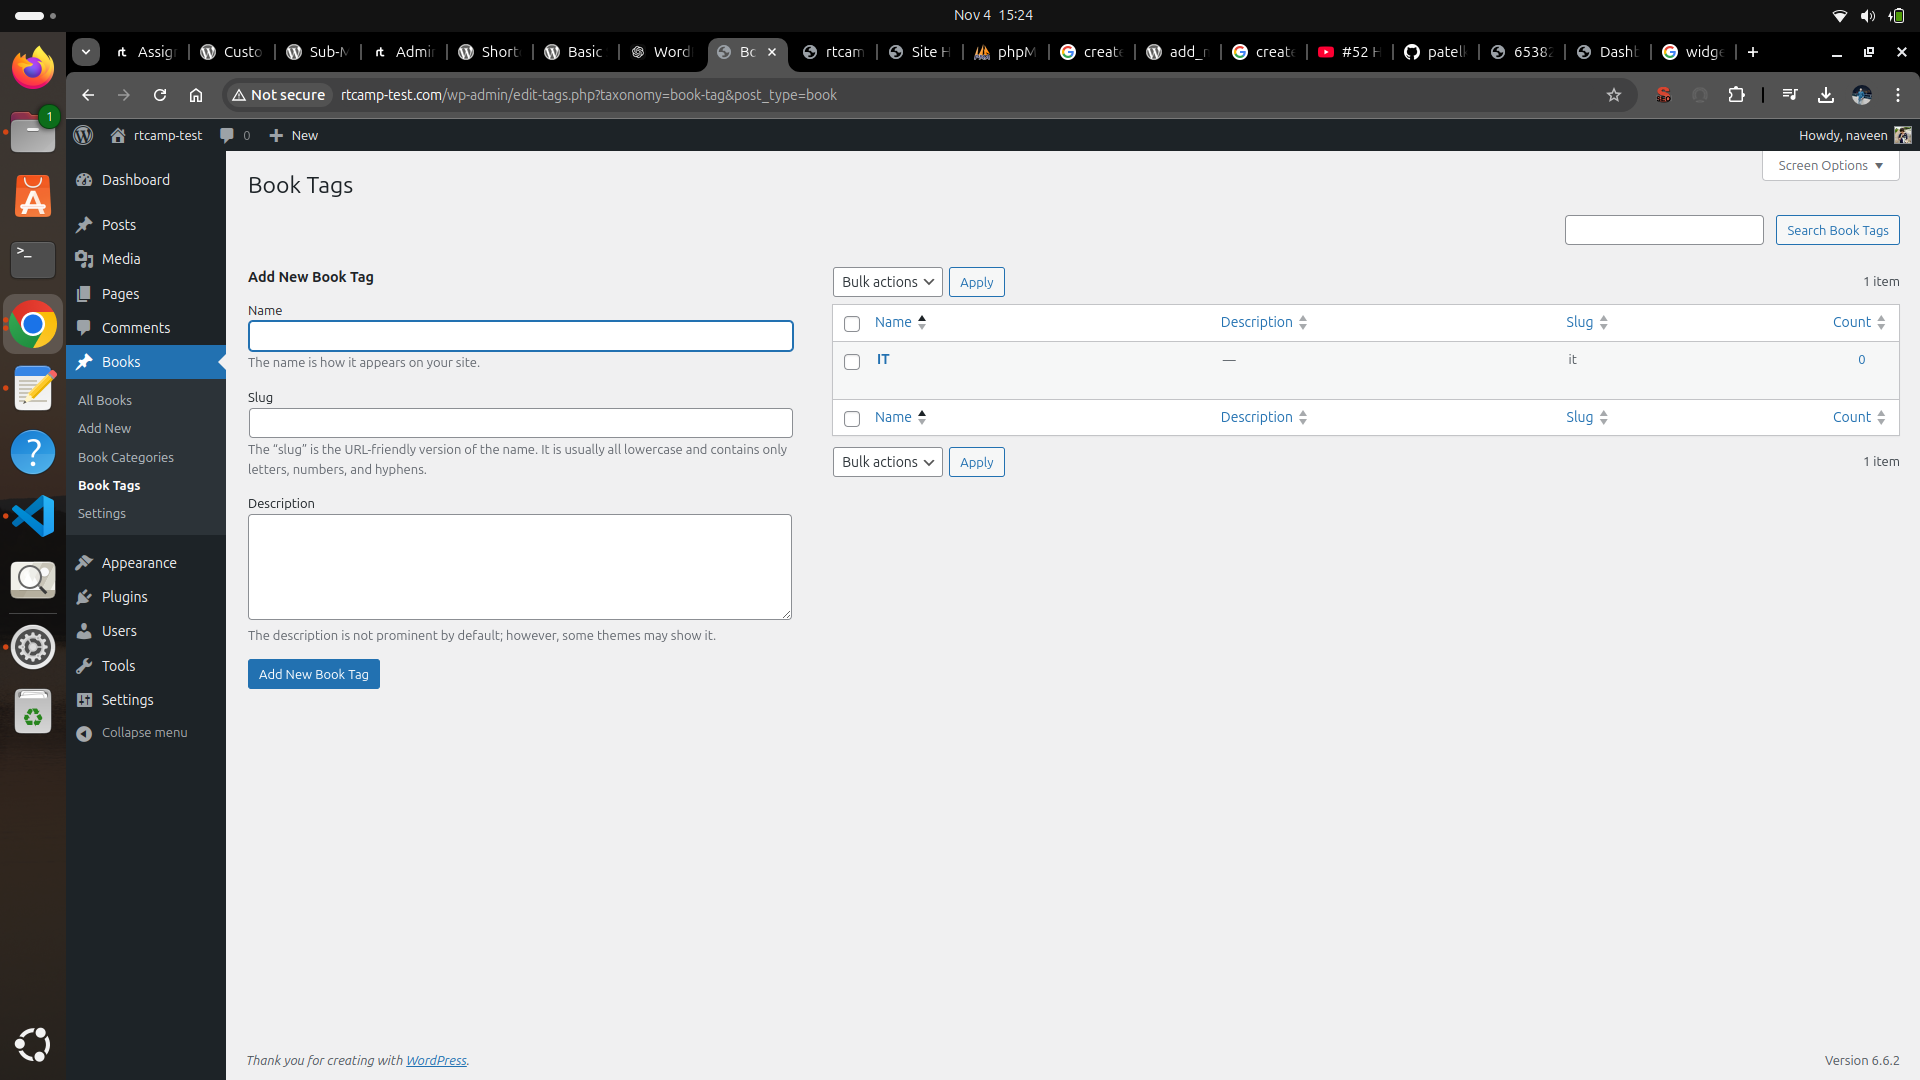 Nov 4 15:24
Assig
Custo
Sub-M
Admi
Short
Basic
Word
Bo
rtcam
Site H
phpM
create
add_r
create
#52 H
patelk
65382
Dashb
widge
Not secure
rtcamp-test.com/wp-admin/edit-tags.php?taxonomy=book-tag&post_type=book
1
rtcamp-test
0
New
Howdy, naveen
Dashboard
Posts
Media
Pages
Comments
Books
All Books
Add New
Book Categories
Book Tags
Settings
Appearance
Plugins
Users
Tools
Settings
Collapse menu
Screen Options
Book Tags
Search Book Tags
Add New Book Tag
Name
The name is how it appears on your site.
Slug
The “slug” is the URL-friendly version of the name. It is usually all lowercase and contains only
letters, numbers, and hyphens.
Description
The description is not prominent by default; however, some themes may show it.
Add New Book Tag
Bulk actions
Apply
1 item
Name Description Slug Count
IT — it 0
Name Description Slug Count
Bulk actions
Apply
1 item
Thank you for creating with WordPress.
Version 6.6.2